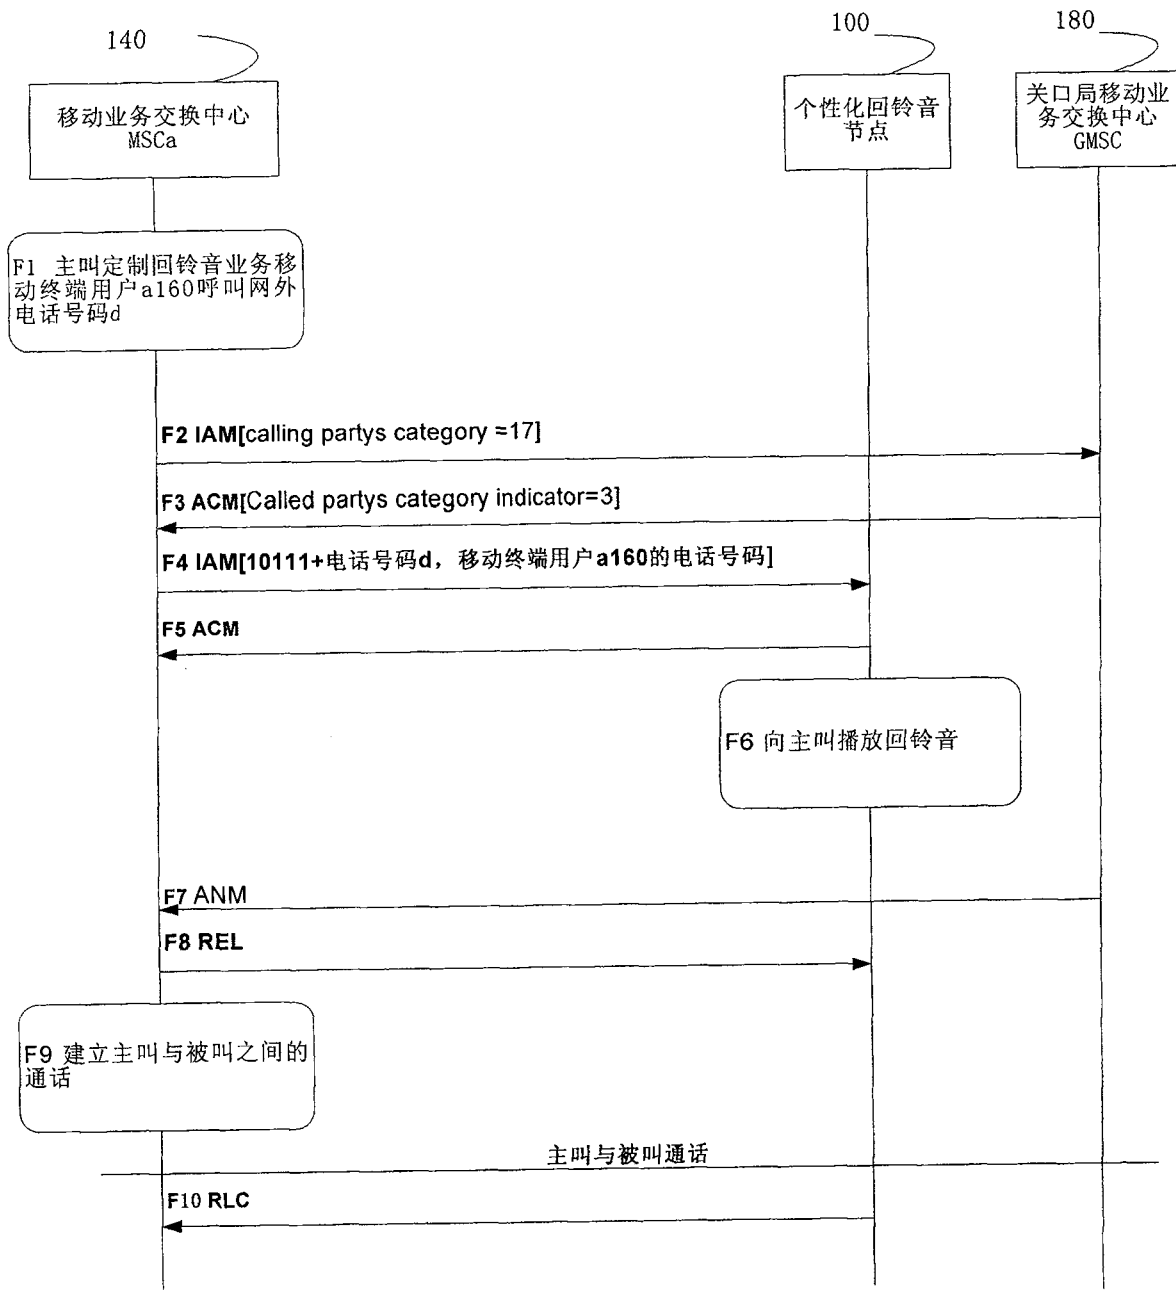 140
100
180
移动业务交换中心
MSCa
个性化回铃音
节点
关口局移动业
务交换中心
GMSC
F1 主叫定制回铃音业务移
动终端用户a160呼叫网外
电话号码d
F2 IAM[calling partys category =17]
F3 ACM[Called partys category indicator=3]
F4 IAM[10111+电话号码d，移动终端用户a160的电话号码]
F5 ACM
F6 向主叫播放回铃音
F7 ANM
F8 REL
F9 建立主叫与被叫之间的
通话
主叫与被叫通话
F10 RLC